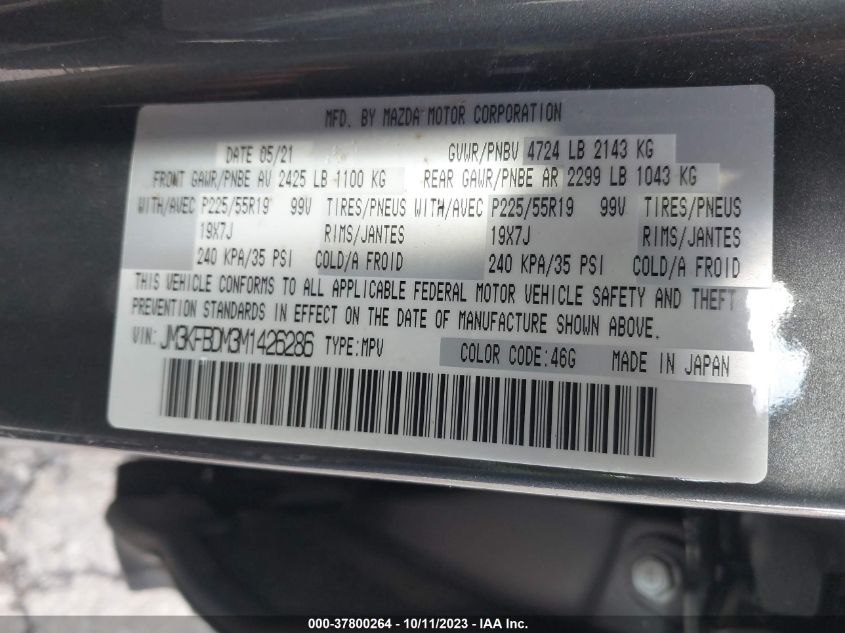 MFD. BY MAZDA MOTOR CORPORATION
DATE 05/21 GVWR/PNBV 4724 LB 2143 KG
FRONT GAWR/PNBE AV 2425 LB 1100 KG REAR GAWR/PNBE AR 2299 LB 1043 KG
WITH/AVEC P225/55R19 99V TIRES/PNEUS WITH/AVEC P225/55R19 99V TIRES/PNEUS
19X7J RIMS/JANTES 19X7J RIMS/JANTES
240 KPA/35 PSI COLD/A FROID 240 KPA/35 PSI COLD/A FROID
THIS VEHICLE CONFORMS TO ALL APPLICABLE FEDERAL MOTOR VEHICLE SAFETY AND THEFT
PREVENTION STANDARDS IN EFFECT ON THE DATE OF MANUFACTURE SHOWN ABOVE.
VIN: JM3KFBDM3M1426286 TYPE:MPV COLOR CODE:46G MADE IN JAPAN
000-37800264 - 10/11/2023 - IAA Inc.